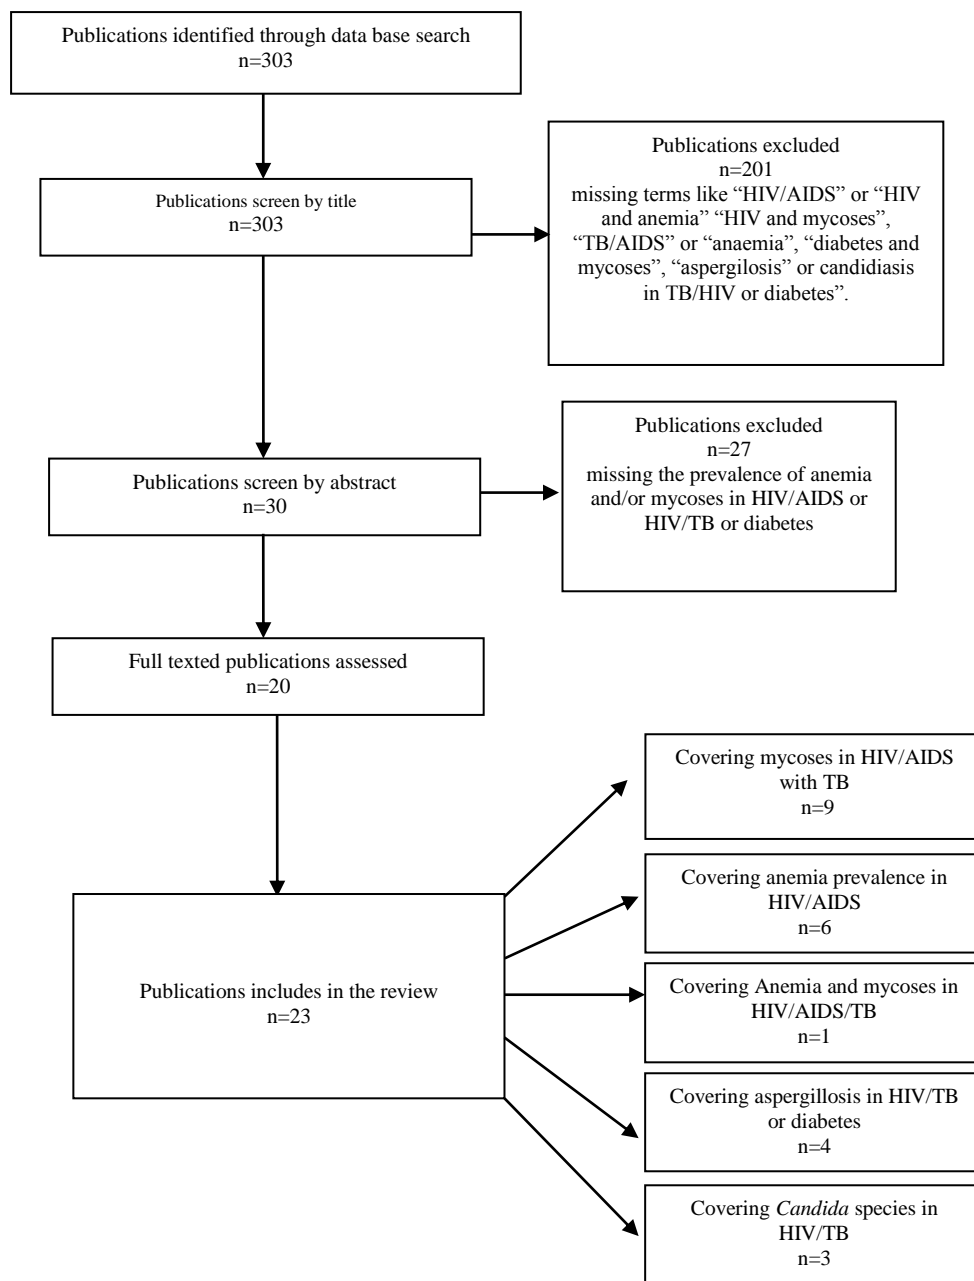 Publications identified through data base search
n=303
Publications excluded
n=201
missing terms like “HIV/AIDS” or “HIV
and anemia” “HIV and mycoses”,
“TB/AIDS” or “anaemia”, “diabetes and
mycoses”, “aspergilosis” or candidiasis
in TB/HIV or diabetes”.
Publications screen by title
n=303
Publications excluded
n=27
missing the prevalence of anemia
and/or mycoses in HIV/AIDS or
HIV/TB or diabetes
Publications screen by abstract
n=30
Full texted publications assessed
n=20
Publications includes in the review
n=23
Covering mycoses in HIV/AIDS
with TB
n=9
Covering anemia prevalence in
HIV/AIDS
n=6
Covering Anemia and mycoses in
HIV/AIDS/TB
n=1
Covering aspergillosis in HIV/TB
or diabetes
n=4
Covering Candida species in
HIV/TB
n=3